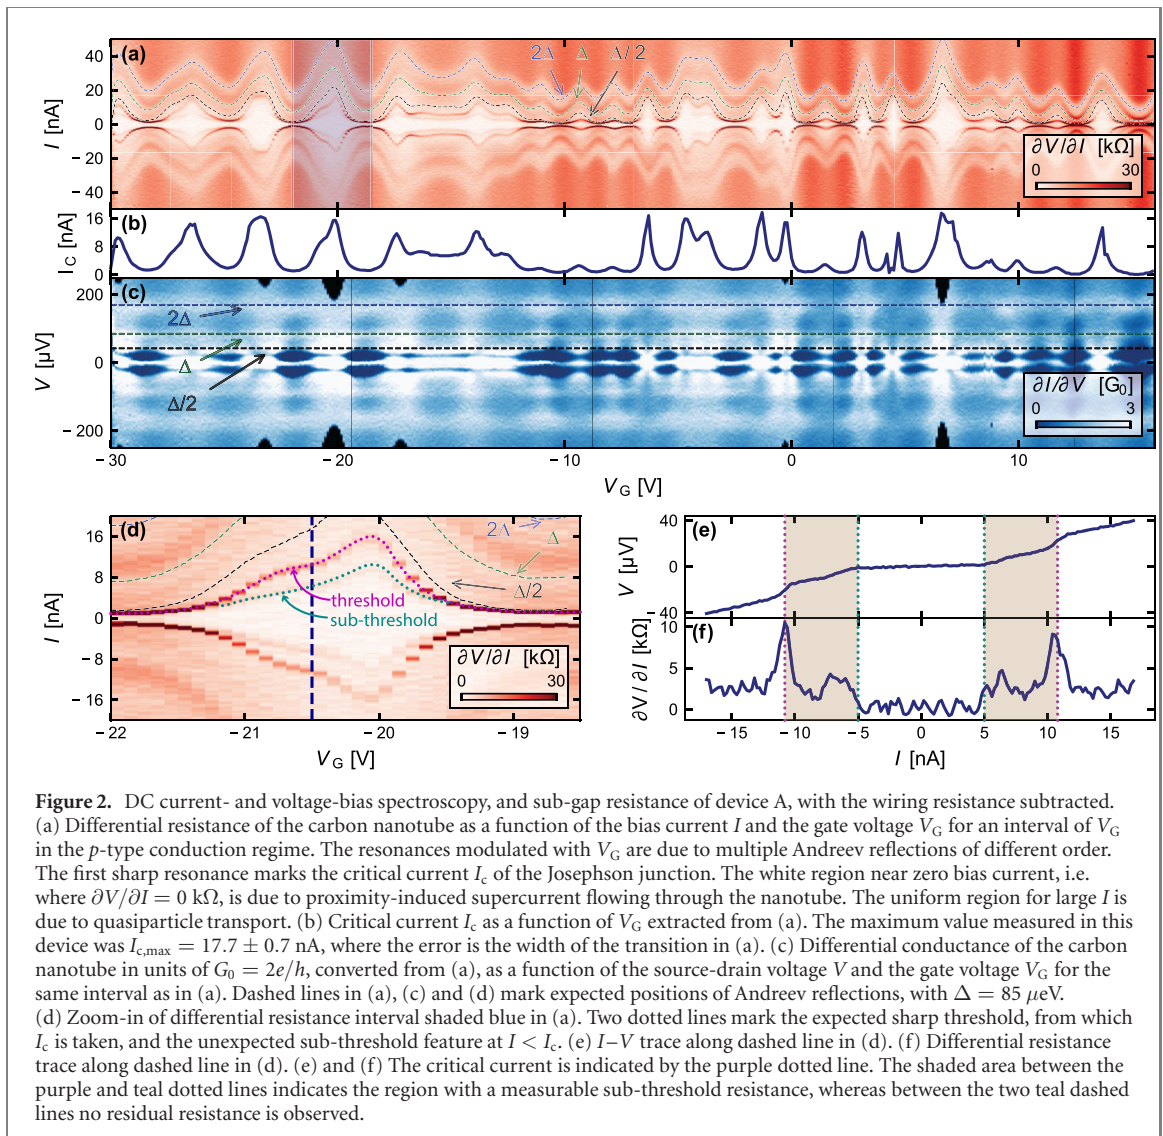 (a)
2Δ Δ Δ/2
I [nA]
40
20
0
−20
−40
∂V/∂I [kΩ]
0 30
(b)
I_C [nA]
16
8
0
(c)
V [µV]
200
0
−200
2Δ
Δ
Δ/2
∂I/∂V [G₀]
0 3
−30 −20 −10 0 10
V_G [V]
(d)
I [nA]
16
8
0
−8
−16
2Δ Δ
Δ/2
threshold
sub-threshold
∂V/∂I [kΩ]
0 30
−22 −21 −20 −19
V_G [V]
(e)
V [µV]
40
0
40
(f)
∂V / ∂I [kΩ]
10
5
0
−15 −10 −5 0 5 10 15
I [nA]
Figure 2. DC current- and voltage-bias spectroscopy, and sub-gap resistance of device A, with the wiring resistance subtracted.
(a) Differential resistance of the carbon nanotube as a function of the bias current I and the gate voltage V_G for an interval of V_G
in the p-type conduction regime. The resonances modulated with V_G are due to multiple Andreev reflections of different order.
The first sharp resonance marks the critical current I_c of the Josephson junction. The white region near zero bias current, i.e.
where ∂V/∂I = 0 kΩ, is due to proximity-induced supercurrent flowing through the nanotube. The uniform region for large I is
due to quasiparticle transport. (b) Critical current I_c as a function of V_G extracted from (a). The maximum value measured in this
device was I_c,max = 17.7 ± 0.7 nA, where the error is the width of the transition in (a). (c) Differential conductance of the carbon
nanotube in units of G₀ = 2e/h, converted from (a), as a function of the source-drain voltage V and the gate voltage V_G for the
same interval as in (a). Dashed lines in (a), (c) and (d) mark expected positions of Andreev reflections, with Δ = 85 µeV.
(d) Zoom-in of differential resistance interval shaded blue in (a). Two dotted lines mark the expected sharp threshold, from which
I_c is taken, and the unexpected sub-threshold feature at I < I_c. (e) I–V trace along dashed line in (d). (f) Differential resistance
trace along dashed line in (d). (e) and (f) The critical current is indicated by the purple dotted line. The shaded area between the
purple and teal dotted lines indicates the region with a measurable sub-threshold resistance, whereas between the two teal dashed
lines no residual resistance is observed.